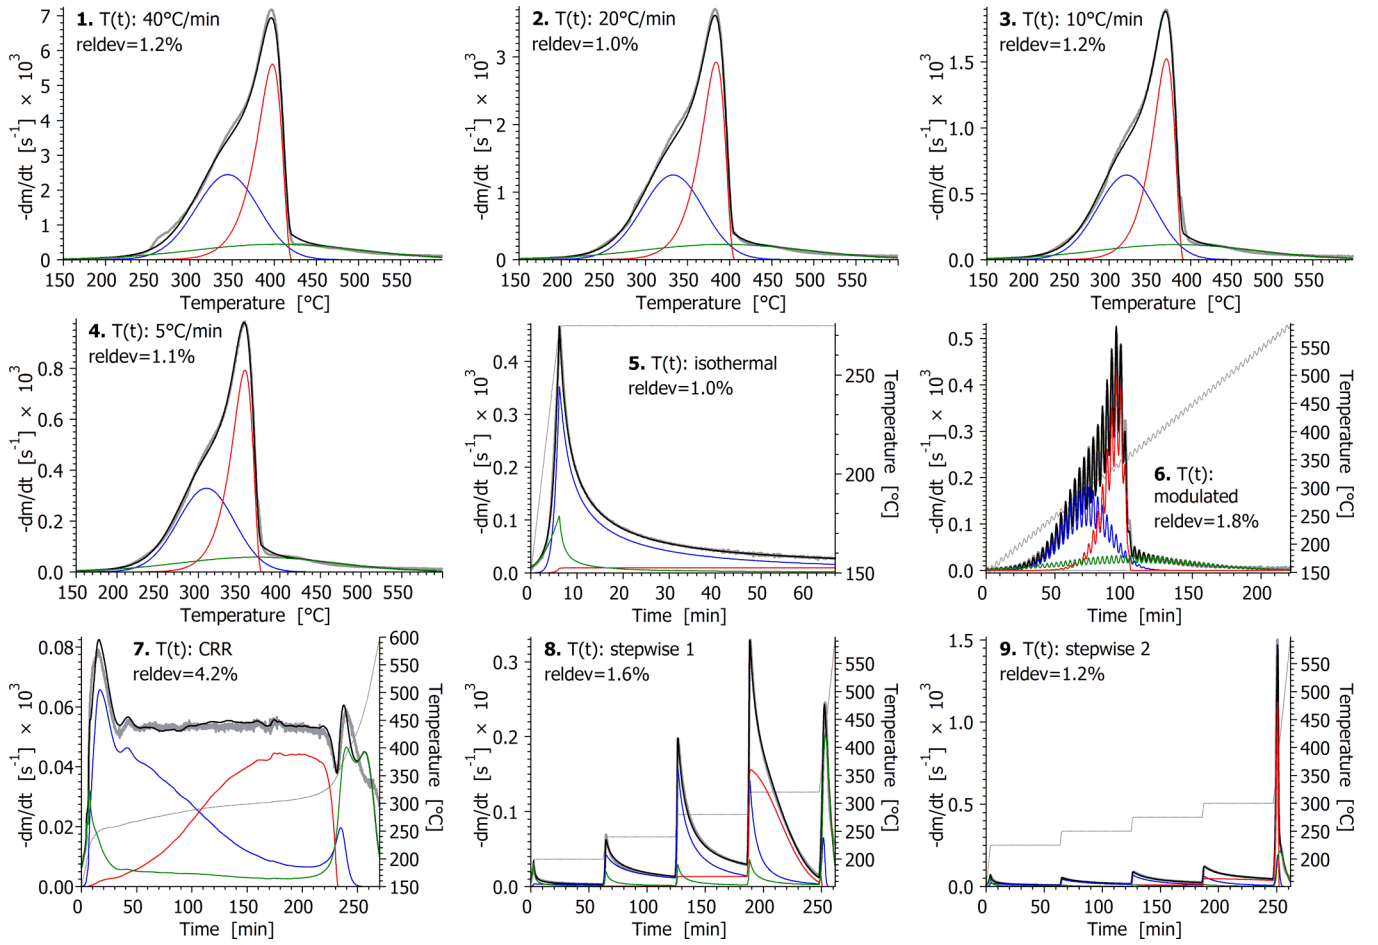 1. T(t): 40°C/min
reldev=1.2%
-dm/dt [s-1] × 103
7
6
5
4
3
2
1
0
150 200 250 300 350 400 450 500 550
Temperature [°C]
2. T(t): 20°C/min
reldev=1.0%
-dm/dt [s-1] × 103
3
2
1
0
150 200 250 300 350 400 450 500 550
Temperature [°C]
3. T(t): 10°C/min
reldev=1.2%
-dm/dt [s-1] × 103
1.5
1.0
0.5
0.0
150 200 250 300 350 400 450 500 550
Temperature [°C]
4. T(t): 5°C/min
reldev=1.1%
-dm/dt [s-1] × 103
0.8
0.6
0.4
0.2
0.0
150 200 250 300 350 400 450 500 550
Temperature [°C]
5. T(t): isothermal
reldev=1.0%
-dm/dt [s-1] × 103
0.4
0.3
0.2
0.1
0.0
0 10 20 30 40 50 60
Time [min]
250
200
150
Temperature [°C]
6. T(t):
modulated
reldev=1.8%
-dm/dt [s-1] × 103
0.5
0.4
0.3
0.2
0.1
0.0
0 50 100 150 200
Time [min]
550
500
450
400
350
300
250
200
150
Temperature [°C]
7. T(t): CRR
reldev=4.2%
-dm/dt [s-1] × 103
0.08
0.06
0.04
0.02
0.00
0 50 100 150 200 250
Time [min]
600
550
500
450
400
350
300
250
200
150
Temperature [°C]
8. T(t): stepwise 1
reldev=1.6%
-dm/dt [s-1] × 103
0.3
0.2
0.1
0.0
0 50 100 150 200 250
Time [min]
550
500
450
400
350
300
250
200
Temperature [°C]
9. T(t): stepwise 2
reldev=1.2%
-dm/dt [s-1] × 103
1.5
1.0
0.5
0.0
0 50 100 150 200 250
Time [min]
550
500
450
400
350
300
250
200
Temperature [°C]